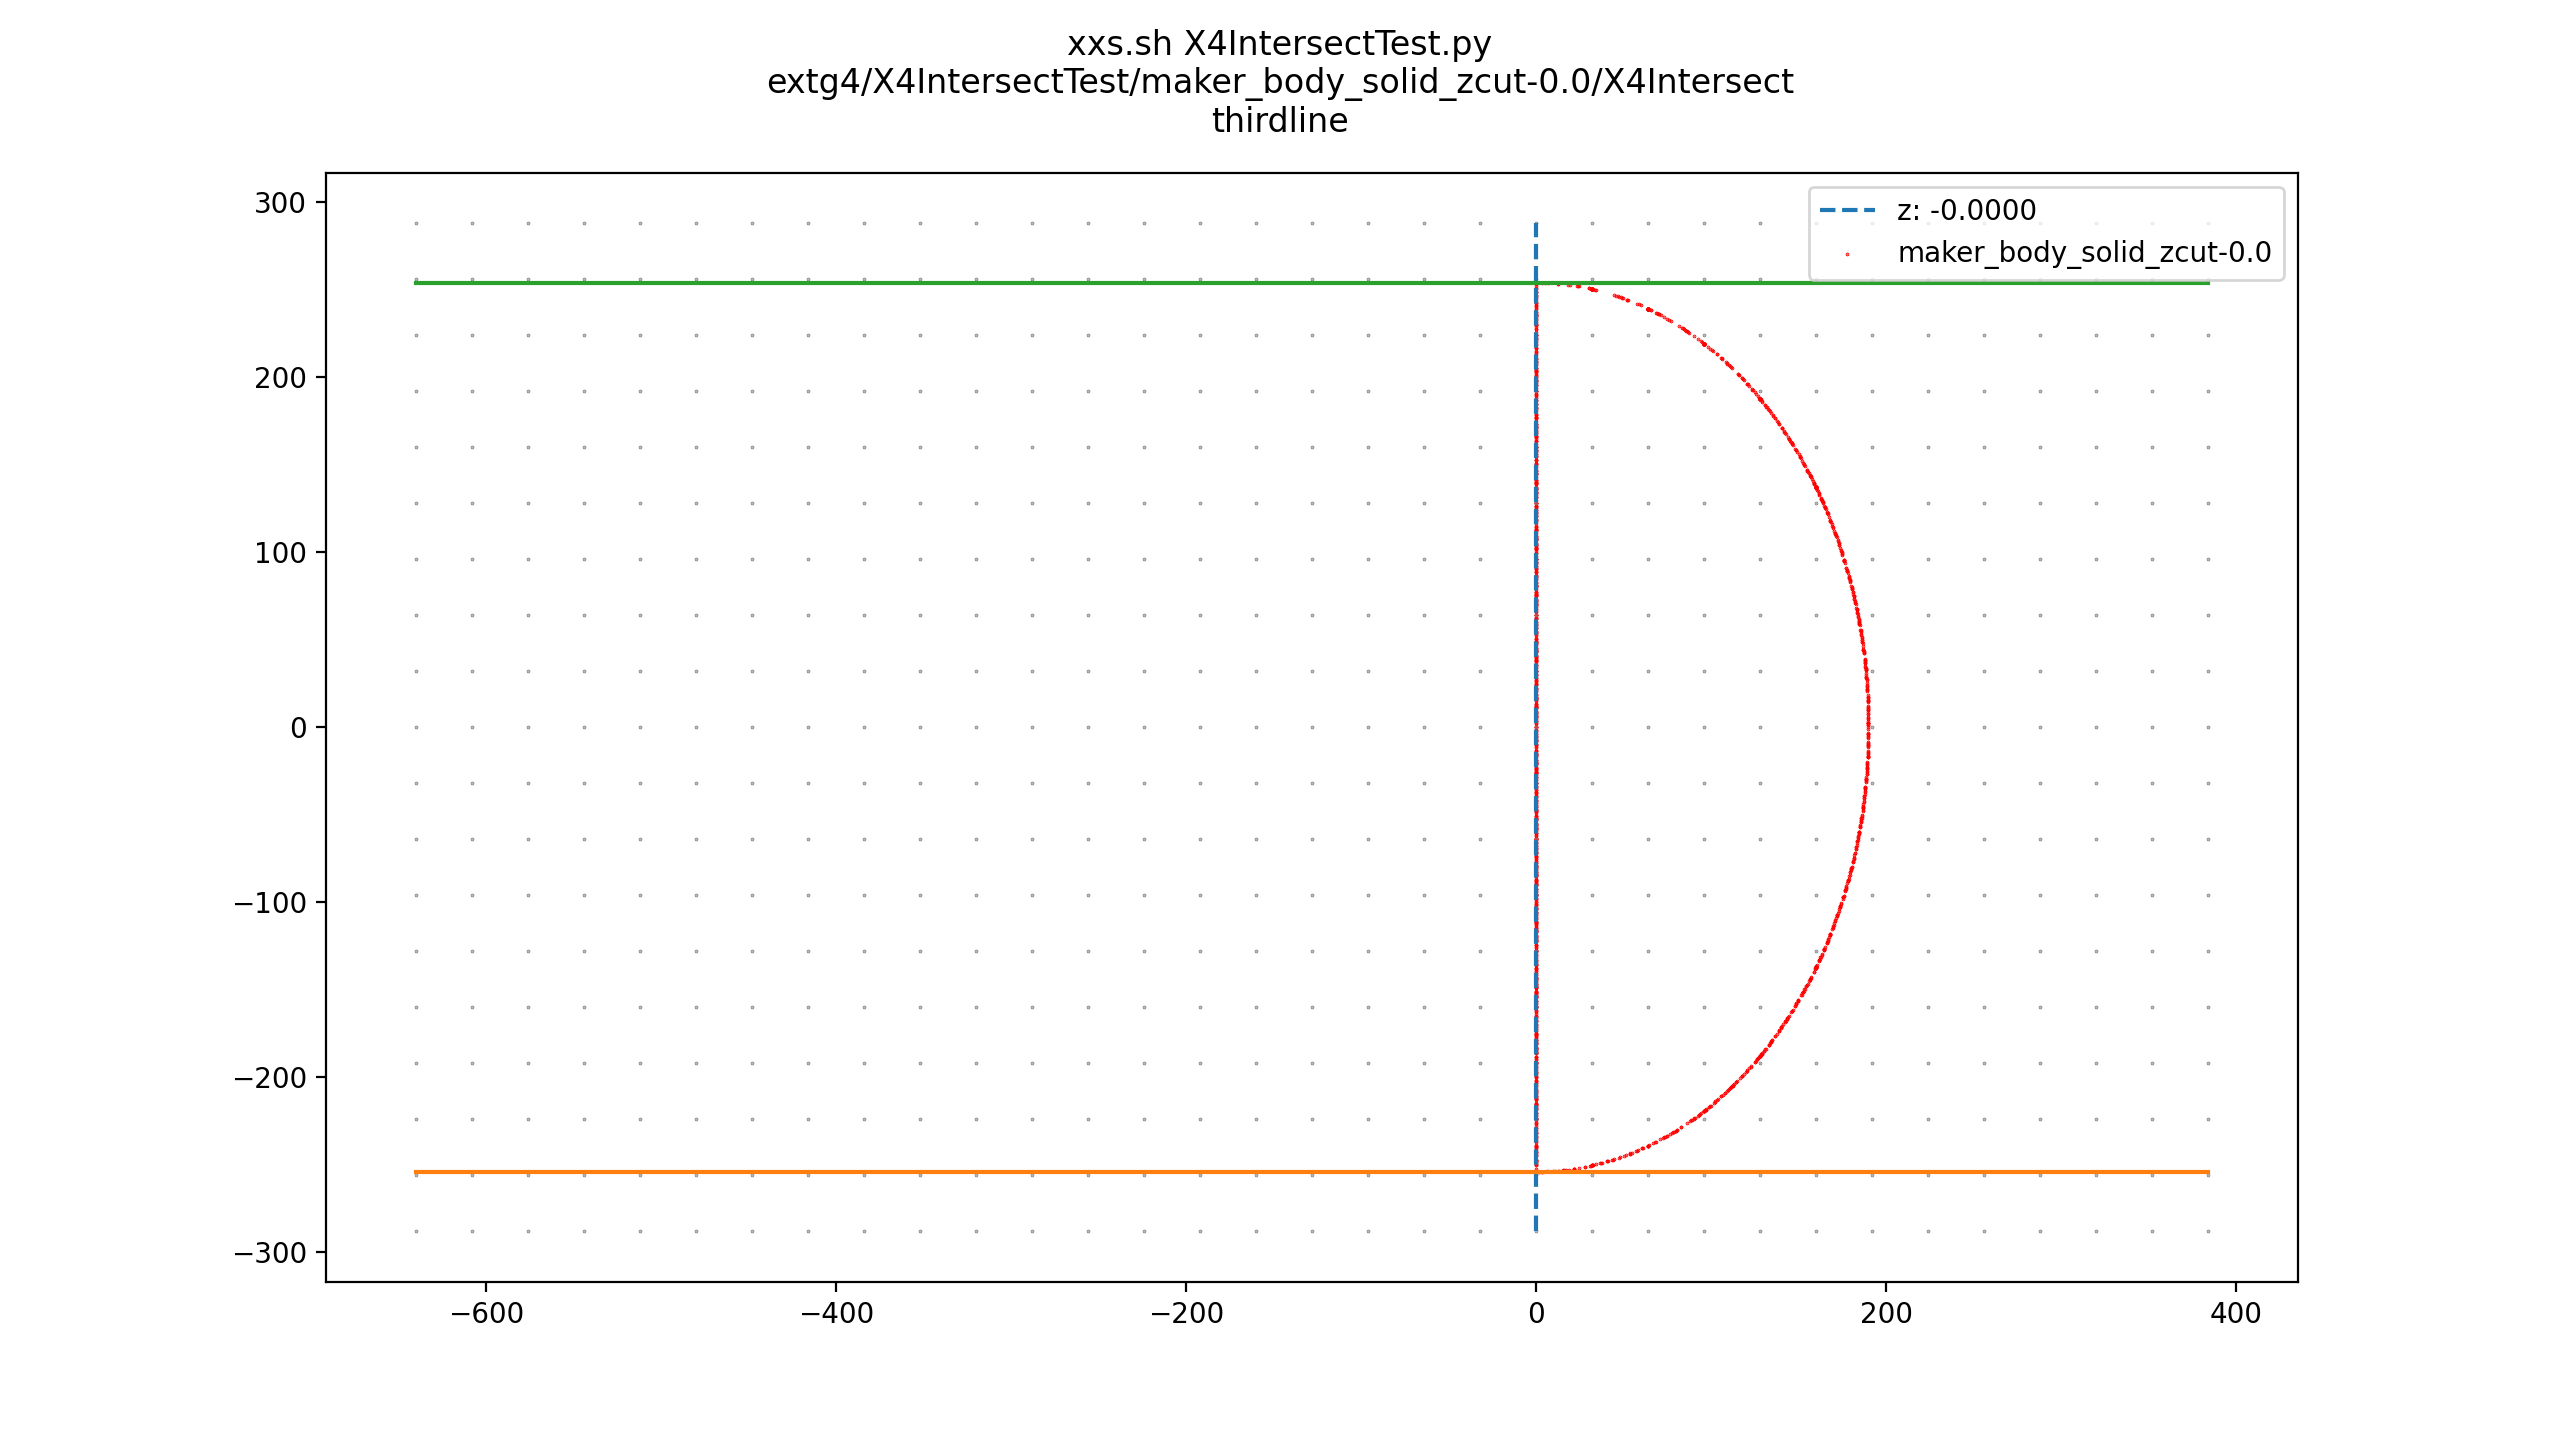 xxs.sh X4IntersectTest.py
extg4/X4IntersectTest/maker_body_solid_zcut-0.0/X4Intersect
thirdline
z: -0.0000
maker_body_solid_zcut-0.0
300
200
100
0
−100
−200
−300
−600
−400
−200
0
200
400